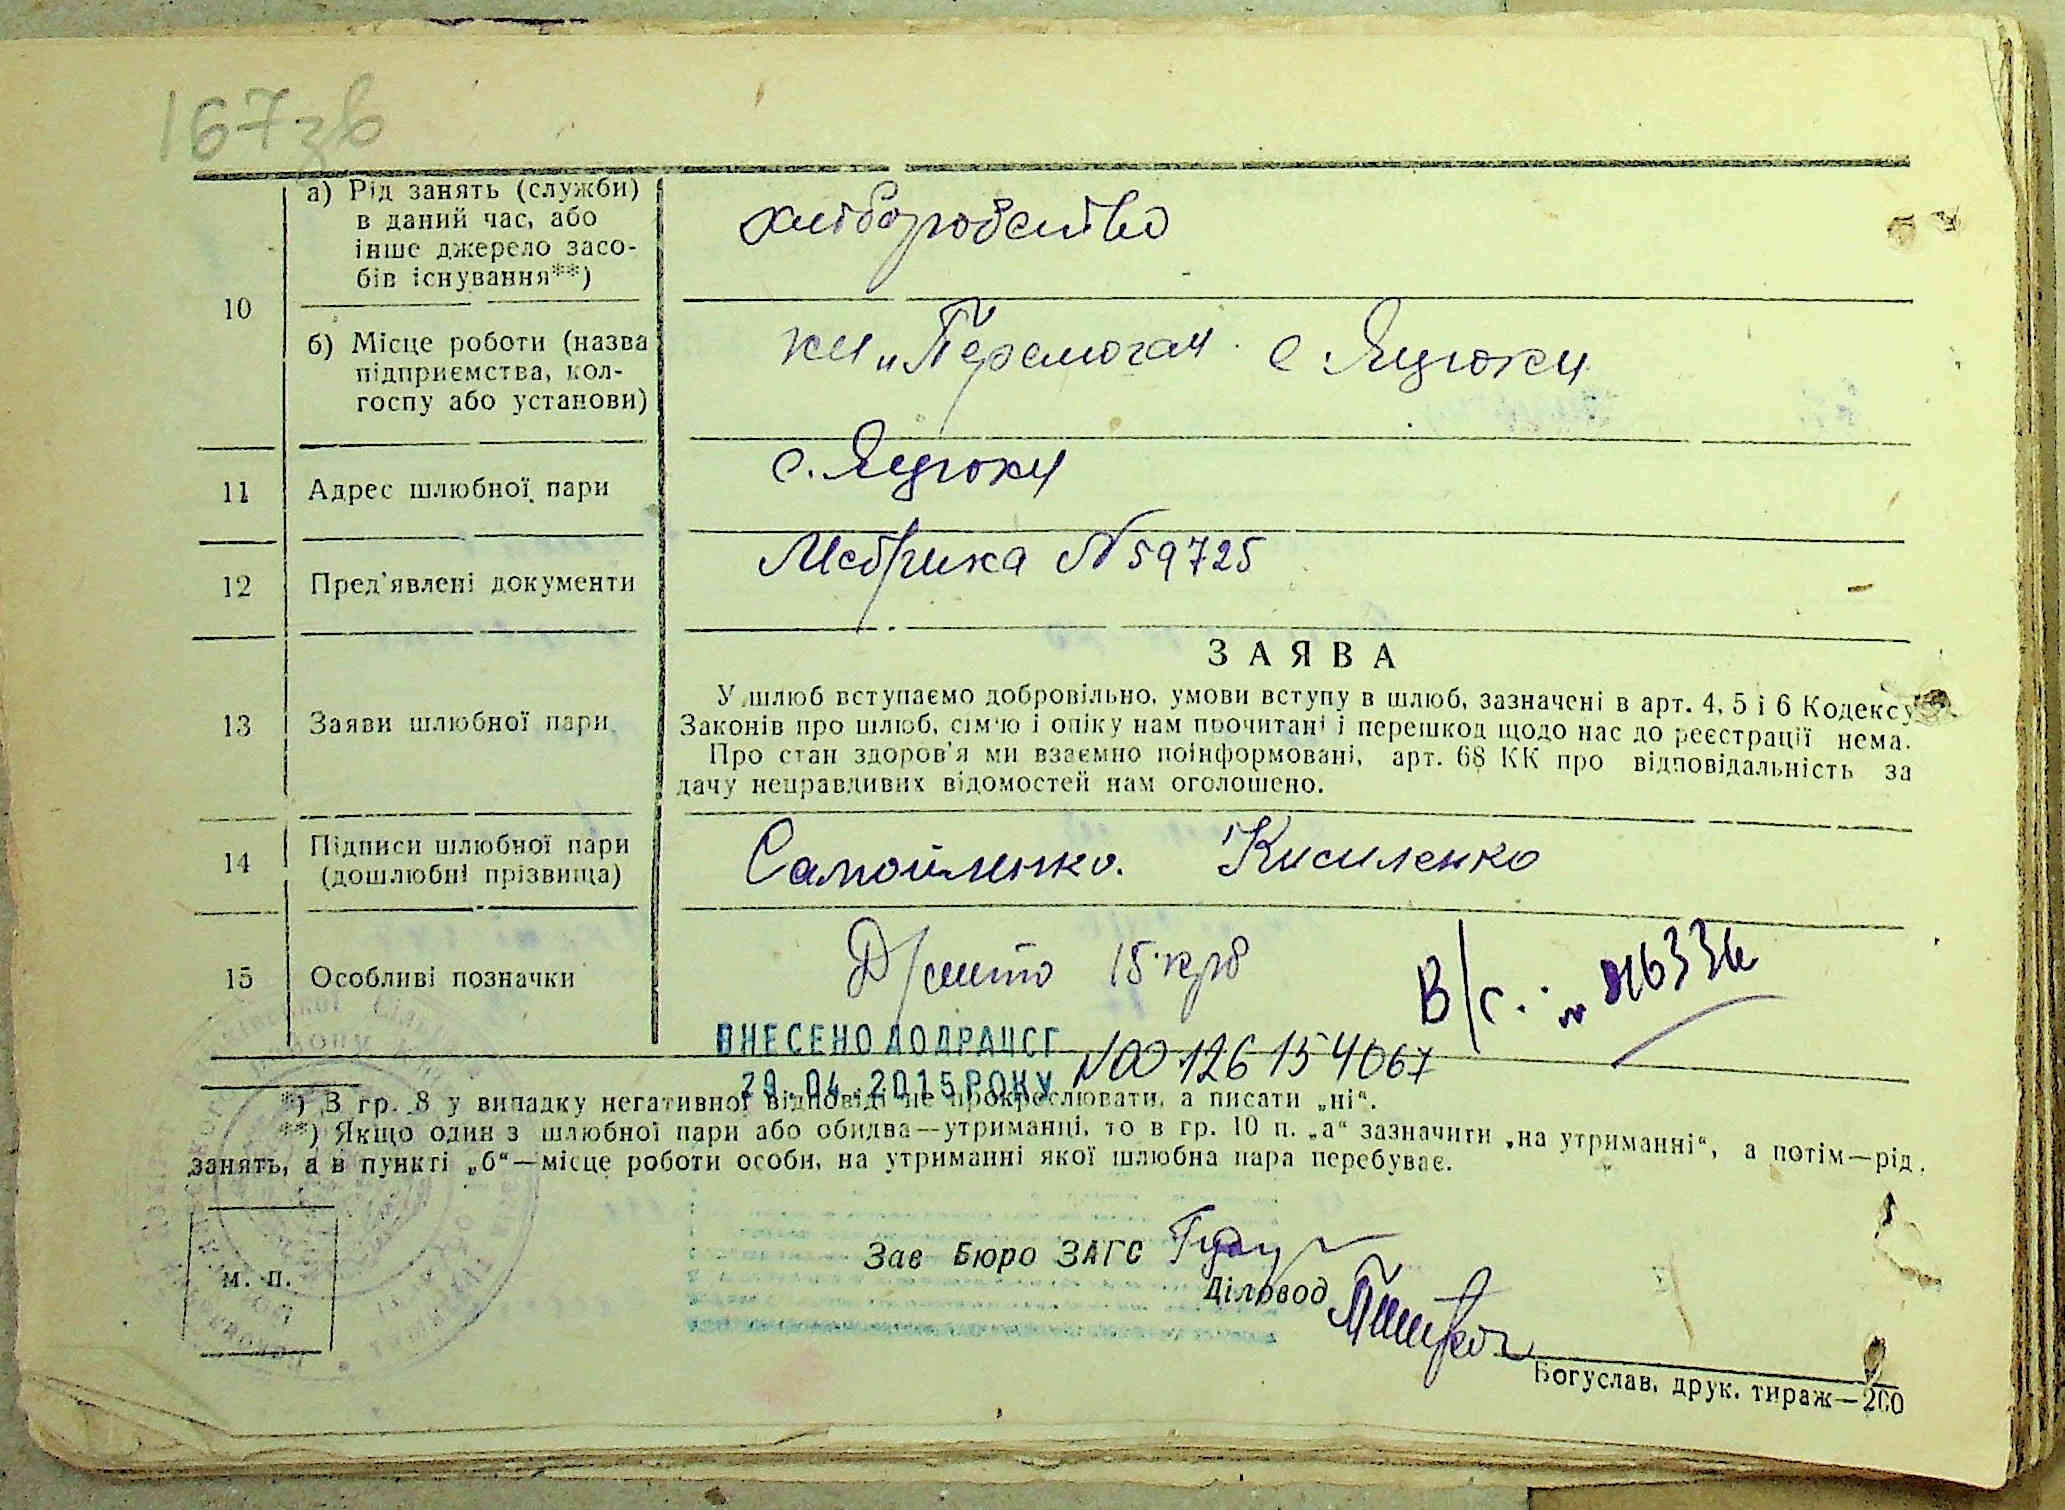 167зв
10
а) Рід занять (служби)
в даний час, або
інше джерело засо-
бів існування**)
хліборобство
б) Місце роботи (назва
підприємства, кол-
госпу або установи)
„Перемога" с Яцюки
11
Адрес шлюбної пари
с. Яцюки
12
Пред'явлені документи
Метрика № 59725
13
Заяви шлюбної пари
ЗАЯВА
У шлюб вступаємо добровільно, умови вступу в шлюб, зазначені в арт. 4, 5 і 6 Кодексу
Законів про шлюб, сім'ю і опіку нам прочитані і перешкод щодо нас до реєстрації нема.
Про стан здоров'я ми взаємно поінформовані, арт. 68 КК про відповідальність за
дачу неправдивих відомостей нам оголошено.
14
Підписи шлюбної пари
(дошлюбні прізвища)
Самойленко. Кисиленко
15
Особливі позначки
15 крб
В/с.
ВНЕСЕНО ДО ДРАЦСГ
29.04.2015 РОКУ №00126154067
*) З гр. 8 у випадку негативної відповіді не прокреслювати, а писати „ні“.
**) Якщо один з шлюбної пари або обидва—утриманці, то в гр. 10 п. „а“ зазначити „на утриманні“, а потім—рід
занять, а в пункті „б“—місце роботи особи, на утриманні якої шлюбна пара перебуває.
м. п.
Зав Бюро ЗАГС
Діловод
Богуслав, друк. тираж—200